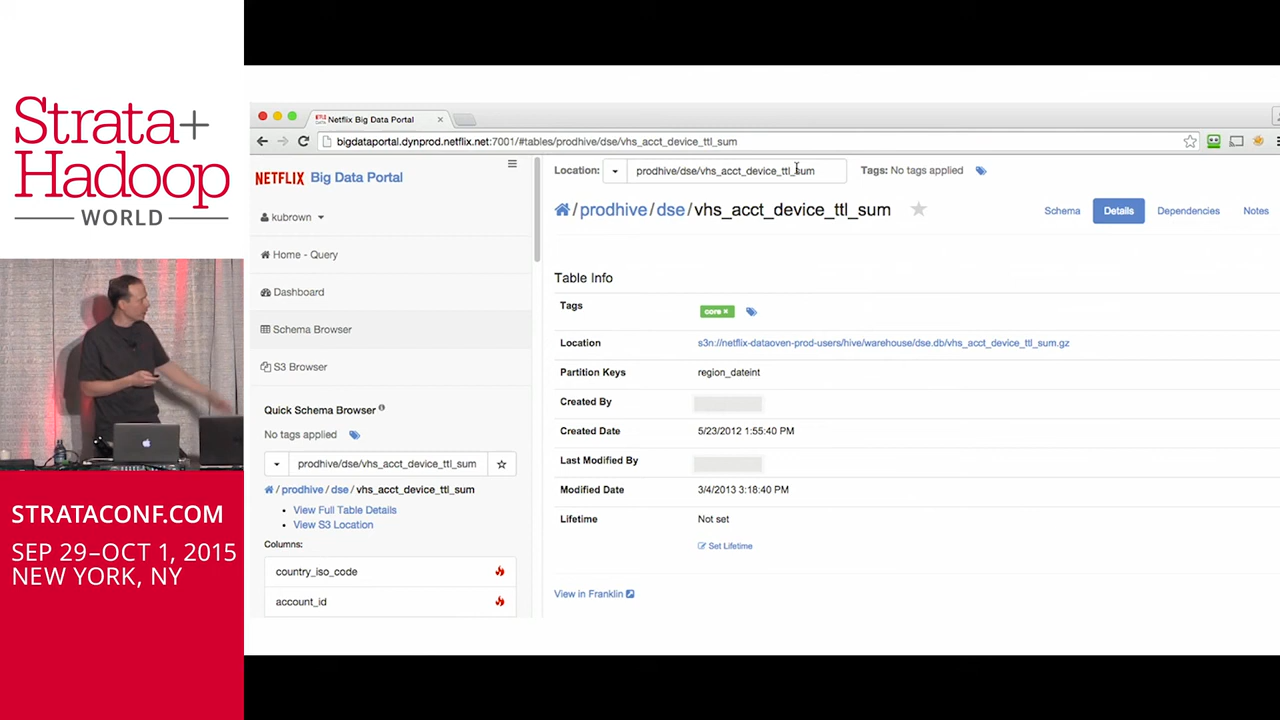 Strata+
Hadoop
WORLD
STRATACONF.COM
SEP 29–OCT 1, 2015
NEW YORK, NY
Netflix Big Data Portal
bigdataportal.dynprod.netflix.net:7001/#tables/prodhive/dse/vhs_acct_device_ttl_sum
NETFLIX Big Data Portal
kubrown
Home - Query
Dashboard
Schema Browser
S3 Browser
Quick Schema Browser
No tags applied
prodhive/dse/vhs_acct_device_ttl_sum
/ prodhive / dse / vhs_acct_device_ttl_sum
View Full Table Details
View S3 Location
Columns:
country_iso_code
account_id
Location: prodhive/dse/vhs_acct_device_ttl_sum Tags: No tags applied
/ prodhive / dse / vhs_acct_device_ttl_sum
Schema Details Dependencies Notes
Table Info
Tags core ×
Location s3n://netflix-dataoven-prod-users/hive/warehouse/dse.db/vhs_acct_device_ttl_sum.gz
Partition Keys region_dateint
Created By
Created Date 5/23/2012 1:55:40 PM
Last Modified By
Modified Date 3/4/2013 3:18:40 PM
Lifetime Not set
Set Lifetime
View in Franklin